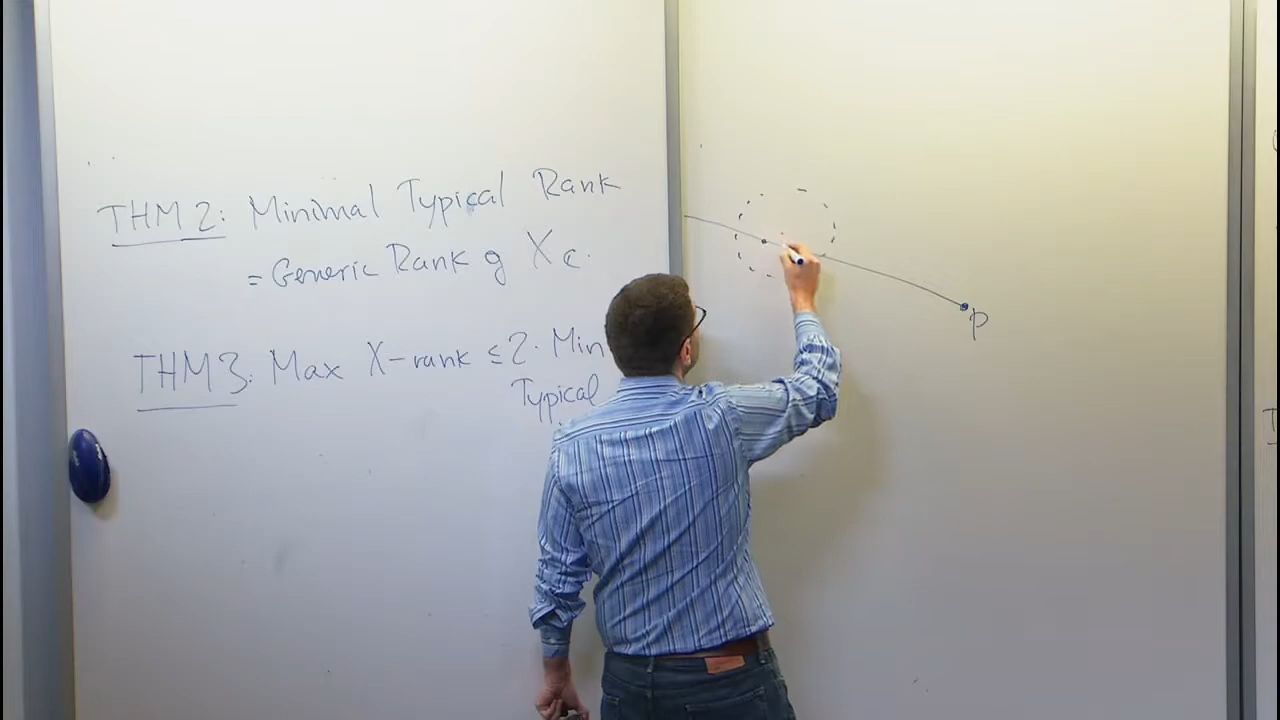 THM 2: Minimal Typical Rank
= Generic Rank of X_C.
THM 3: Max X-rank ≤ 2· Min
Typical
p